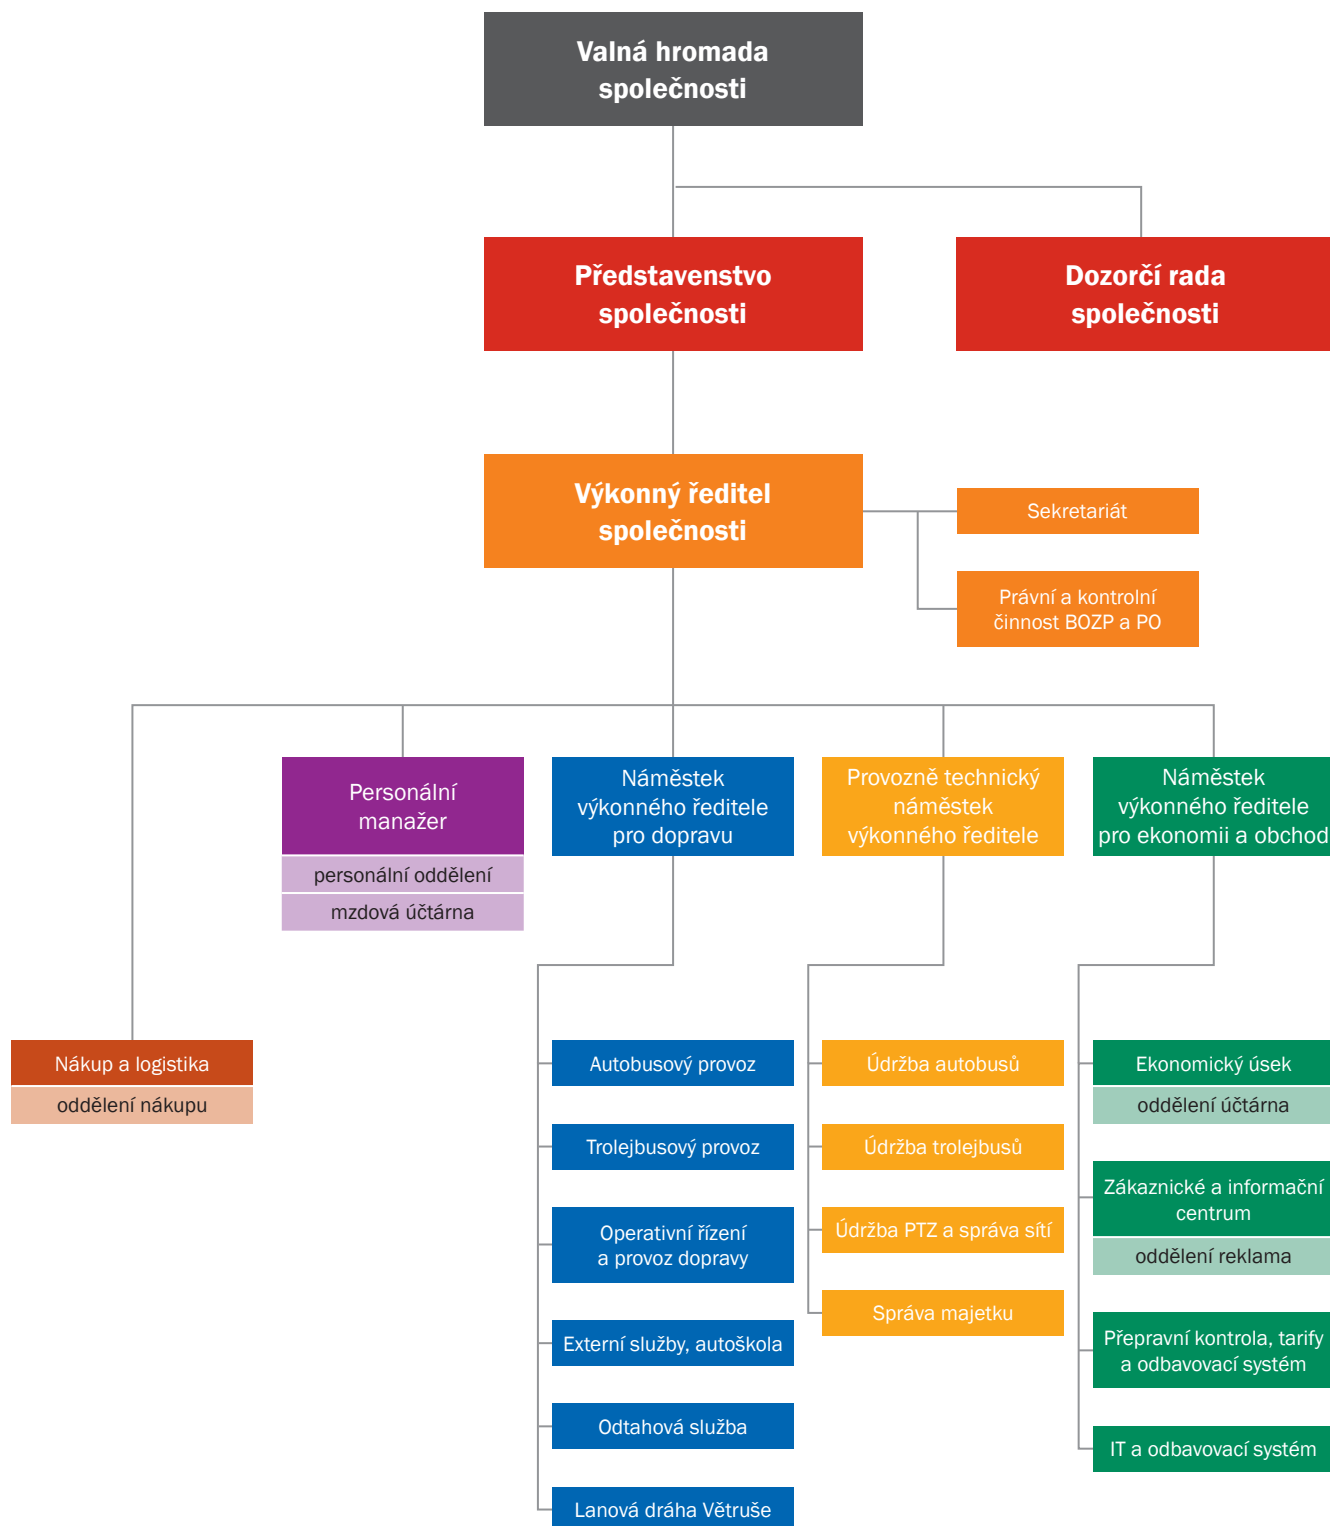 Valná hromada
společnosti
Představenstvo
společnosti
Dozorčí rada
společnosti
Výkonný ředitel
společnosti
Sekretariát
Právní a kontrolní
činnost BOZP a PO
Personální
manažer
personální oddělení
mzdová účtárna
Náměstek
výkonného ředitele
pro dopravu
Provozně technický
náměstek
výkonného ředitele
Náměstek
výkonného ředitele
pro ekonomii a obchod
Nákup a logistika
oddělení nákupu
Autobusový provoz
Trolejbusový provoz
Operativní řízení
a provoz dopravy
Externí služby, autoškola
Odtahová služba
Lanová dráha Větruše
Údržba autobusů
Údržba trolejbusů
Údržba PTZ a správa sítí
Správa majetku
Ekonomický úsek
oddělení účtárna
Zákaznické a informační
centrum
oddělení reklama
Přepravní kontrola, tarify
a odbavovací systém
IT a odbavovací systém